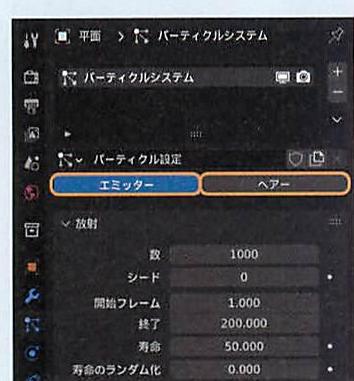 平面 > パーティクルシステム
パーティクルシステム
パーティクル設定
エミッター ヘアー
放射
数 1000
シード 0
開始フレーム 1.000
終了 200.000
寿命 50.000
寿命のランダム化 0.000